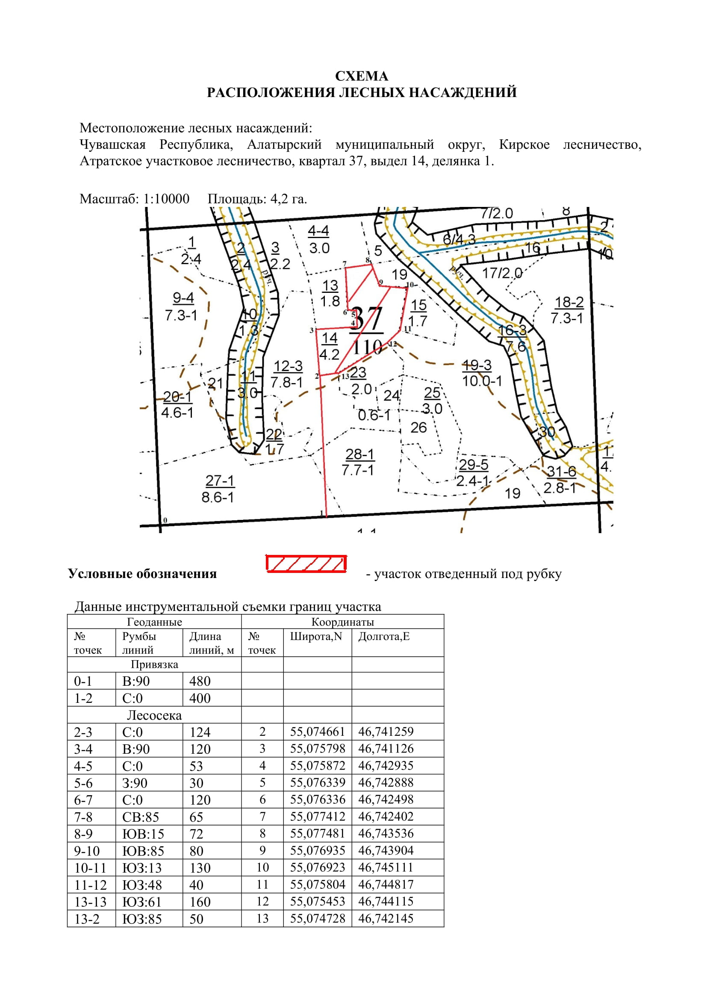 СХЕМА
РАСПОЛОЖЕНИЯ ЛЕСНЫХ НАСАЖДЕНИЙ
Местоположение лесных насаждений:
Чувашская Республика, Алатырский муниципальный округ, Кирское лесничество,
Атратское участковое лесничество, квартал 37, выдел 14, делянка 1.
Масштаб: 1:10000 Площадь: 4,2 га.
7/2.0 8
4-4
3.0
2
6/4.3
1
2.4
2
2.4
3
2.2
5
16
10
руч.
7 8
19
руч.
17/2.0
13
1.8
9 10
9-4
7.3-1
15
1.7
18-2
7.3-1
10
1.3
6 5
4
37
110
3
11
16-3
7.6
14
4.2
12
12-3
7.8-1
19-3
10.0-1
2
13
23
2.0
11
3.0
21
20-1
4.6-1
24
25
3.0
0.6-1
26
30
22
1.7
28-1
7.7-1
29-5
2.4-1
31-6
2.8-1
4.
27-1
8.6-1
19
1
0
Условные обозначения - участок отведенный под рубку
Данные инструментальной съемки границ участка
Геоданные Координаты
№ точек Румбы линий Длина линий, м № точек Широта,N Долгота,E
Привязка
0-1 В:90 480
1-2 С:0 400
Лесосека
2-3 С:0 124 2 55,074661 46,741259
3-4 В:90 120 3 55,075798 46,741126
4-5 С:0 53 4 55,075872 46,742935
5-6 З:90 30 5 55,076339 46,742888
6-7 С:0 120 6 55,076336 46,742498
7-8 СВ:85 65 7 55,077412 46,742402
8-9 ЮВ:15 72 8 55,077481 46,743536
9-10 ЮВ:85 80 9 55,076935 46,743904
10-11 ЮЗ:13 130 10 55,076923 46,745111
11-12 ЮЗ:48 40 11 55,075804 46,744817
13-13 ЮЗ:61 160 12 55,075453 46,744115
13-2 ЮЗ:85 50 13 55,074728 46,742145